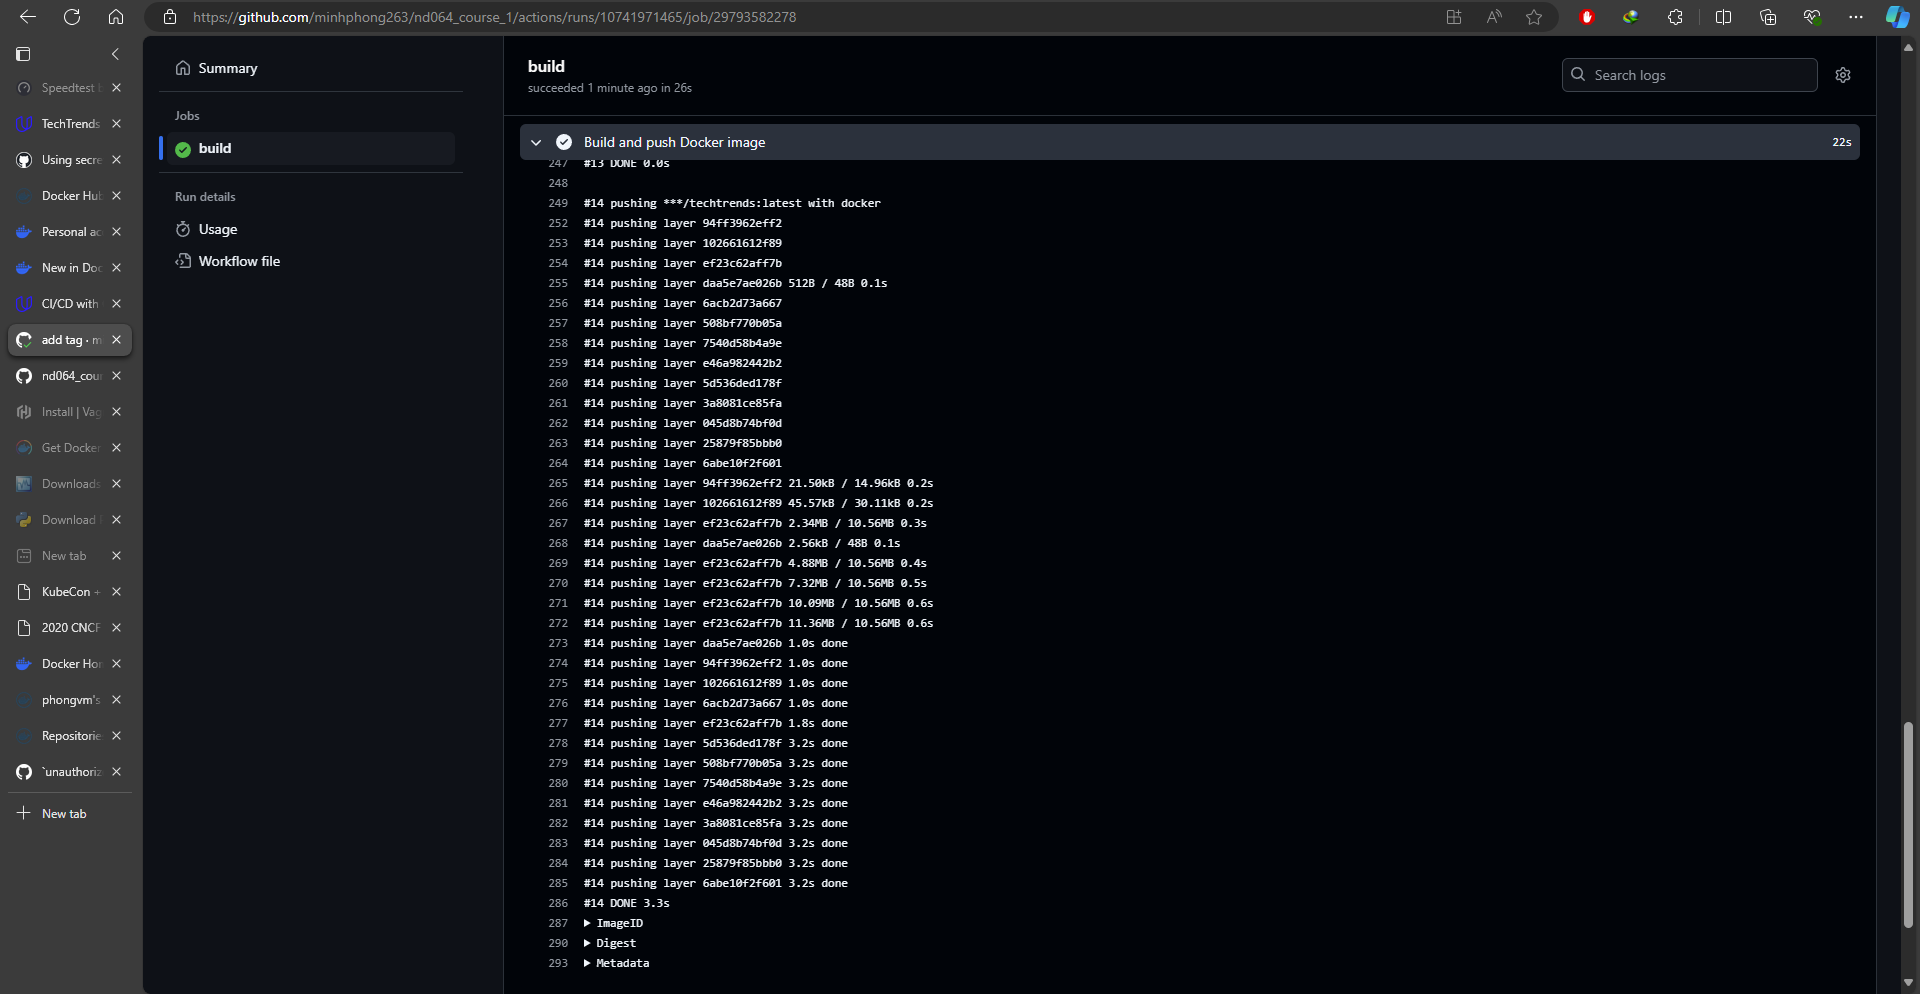 https://github.com/minhphong263/nd064_course_1/actions/runs/10741971465/job/29793582278
Speedtest b
TechTrends
Using secre
Docker Hub
Personal ac
New in Doc
CI/CD with
add tag · m
nd064_cour
Install | Vag
Get Docker
Downloads
Download
New tab
KubeCon +
2020 CNCF
Docker Hom
phongvm's
Repositorie
`unauthoriz
New tab
Summary
Jobs
build
Run details
Usage
Workflow file
build
succeeded 1 minute ago in 26s
Search logs
Build and push Docker image
22s
247 #13 DONE 0.0s
248
249 #14 pushing ***/techtrends:latest with docker
252 #14 pushing layer 94ff3962eff2
253 #14 pushing layer 102661612f89
254 #14 pushing layer ef23c62aff7b
255 #14 pushing layer daa5e7ae026b 512B / 48B 0.1s
256 #14 pushing layer 6acb2d73a667
257 #14 pushing layer 508bf770b05a
258 #14 pushing layer 7540d58b4a9e
259 #14 pushing layer e46a982442b2
260 #14 pushing layer 5d536ded178f
261 #14 pushing layer 3a8081ce85fa
262 #14 pushing layer 045d8b74bf0d
263 #14 pushing layer 25879f85bbb0
264 #14 pushing layer 6abe10f2f601
265 #14 pushing layer 94ff3962eff2 21.50kB / 14.96kB 0.2s
266 #14 pushing layer 102661612f89 45.57kB / 30.11kB 0.2s
267 #14 pushing layer ef23c62aff7b 2.34MB / 10.56MB 0.3s
268 #14 pushing layer daa5e7ae026b 2.56kB / 48B 0.1s
269 #14 pushing layer ef23c62aff7b 4.88MB / 10.56MB 0.4s
270 #14 pushing layer ef23c62aff7b 7.32MB / 10.56MB 0.5s
271 #14 pushing layer ef23c62aff7b 10.09MB / 10.56MB 0.6s
272 #14 pushing layer ef23c62aff7b 11.36MB / 10.56MB 0.6s
273 #14 pushing layer daa5e7ae026b 1.0s done
274 #14 pushing layer 94ff3962eff2 1.0s done
275 #14 pushing layer 102661612f89 1.0s done
276 #14 pushing layer 6acb2d73a667 1.0s done
277 #14 pushing layer ef23c62aff7b 1.8s done
278 #14 pushing layer 5d536ded178f 3.2s done
279 #14 pushing layer 508bf770b05a 3.2s done
280 #14 pushing layer 7540d58b4a9e 3.2s done
281 #14 pushing layer e46a982442b2 3.2s done
282 #14 pushing layer 3a8081ce85fa 3.2s done
283 #14 pushing layer 045d8b74bf0d 3.2s done
284 #14 pushing layer 25879f85bbb0 3.2s done
285 #14 pushing layer 6abe10f2f601 3.2s done
286 #14 DONE 3.3s
287 ▶ ImageID
290 ▶ Digest
293 ▶ Metadata